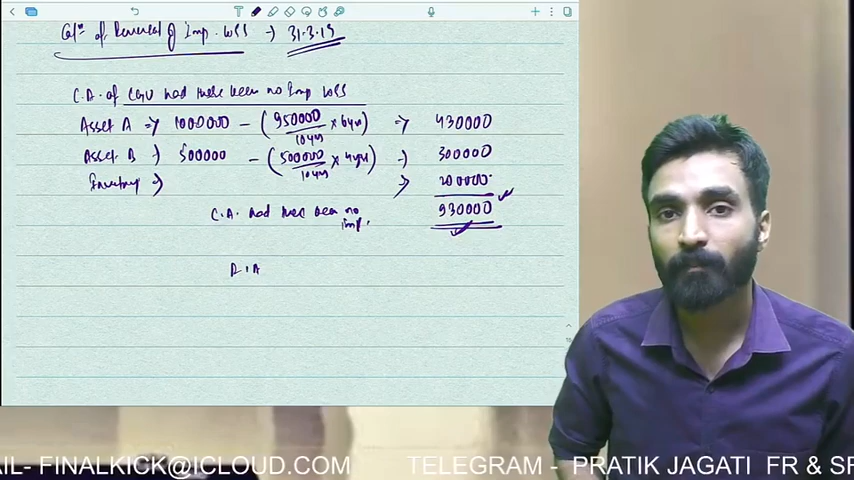 Calⁿ of Reversal of Imp. Loss → 31.3.19
C.A. of CGU had there been no Imp Loss
Asset A => 1000000 - (950000/10yrs x 6yrs) => 430000
Asset B → 500000 - (500000/10yrs x 4yrs) → 300000
Inventory => => 200000
C.A. had there been no imp. 930000
R.A
AIL- FINALKICK@ICLOUD.COM TELEGRAM - PRATIK JAGATI FR & SF